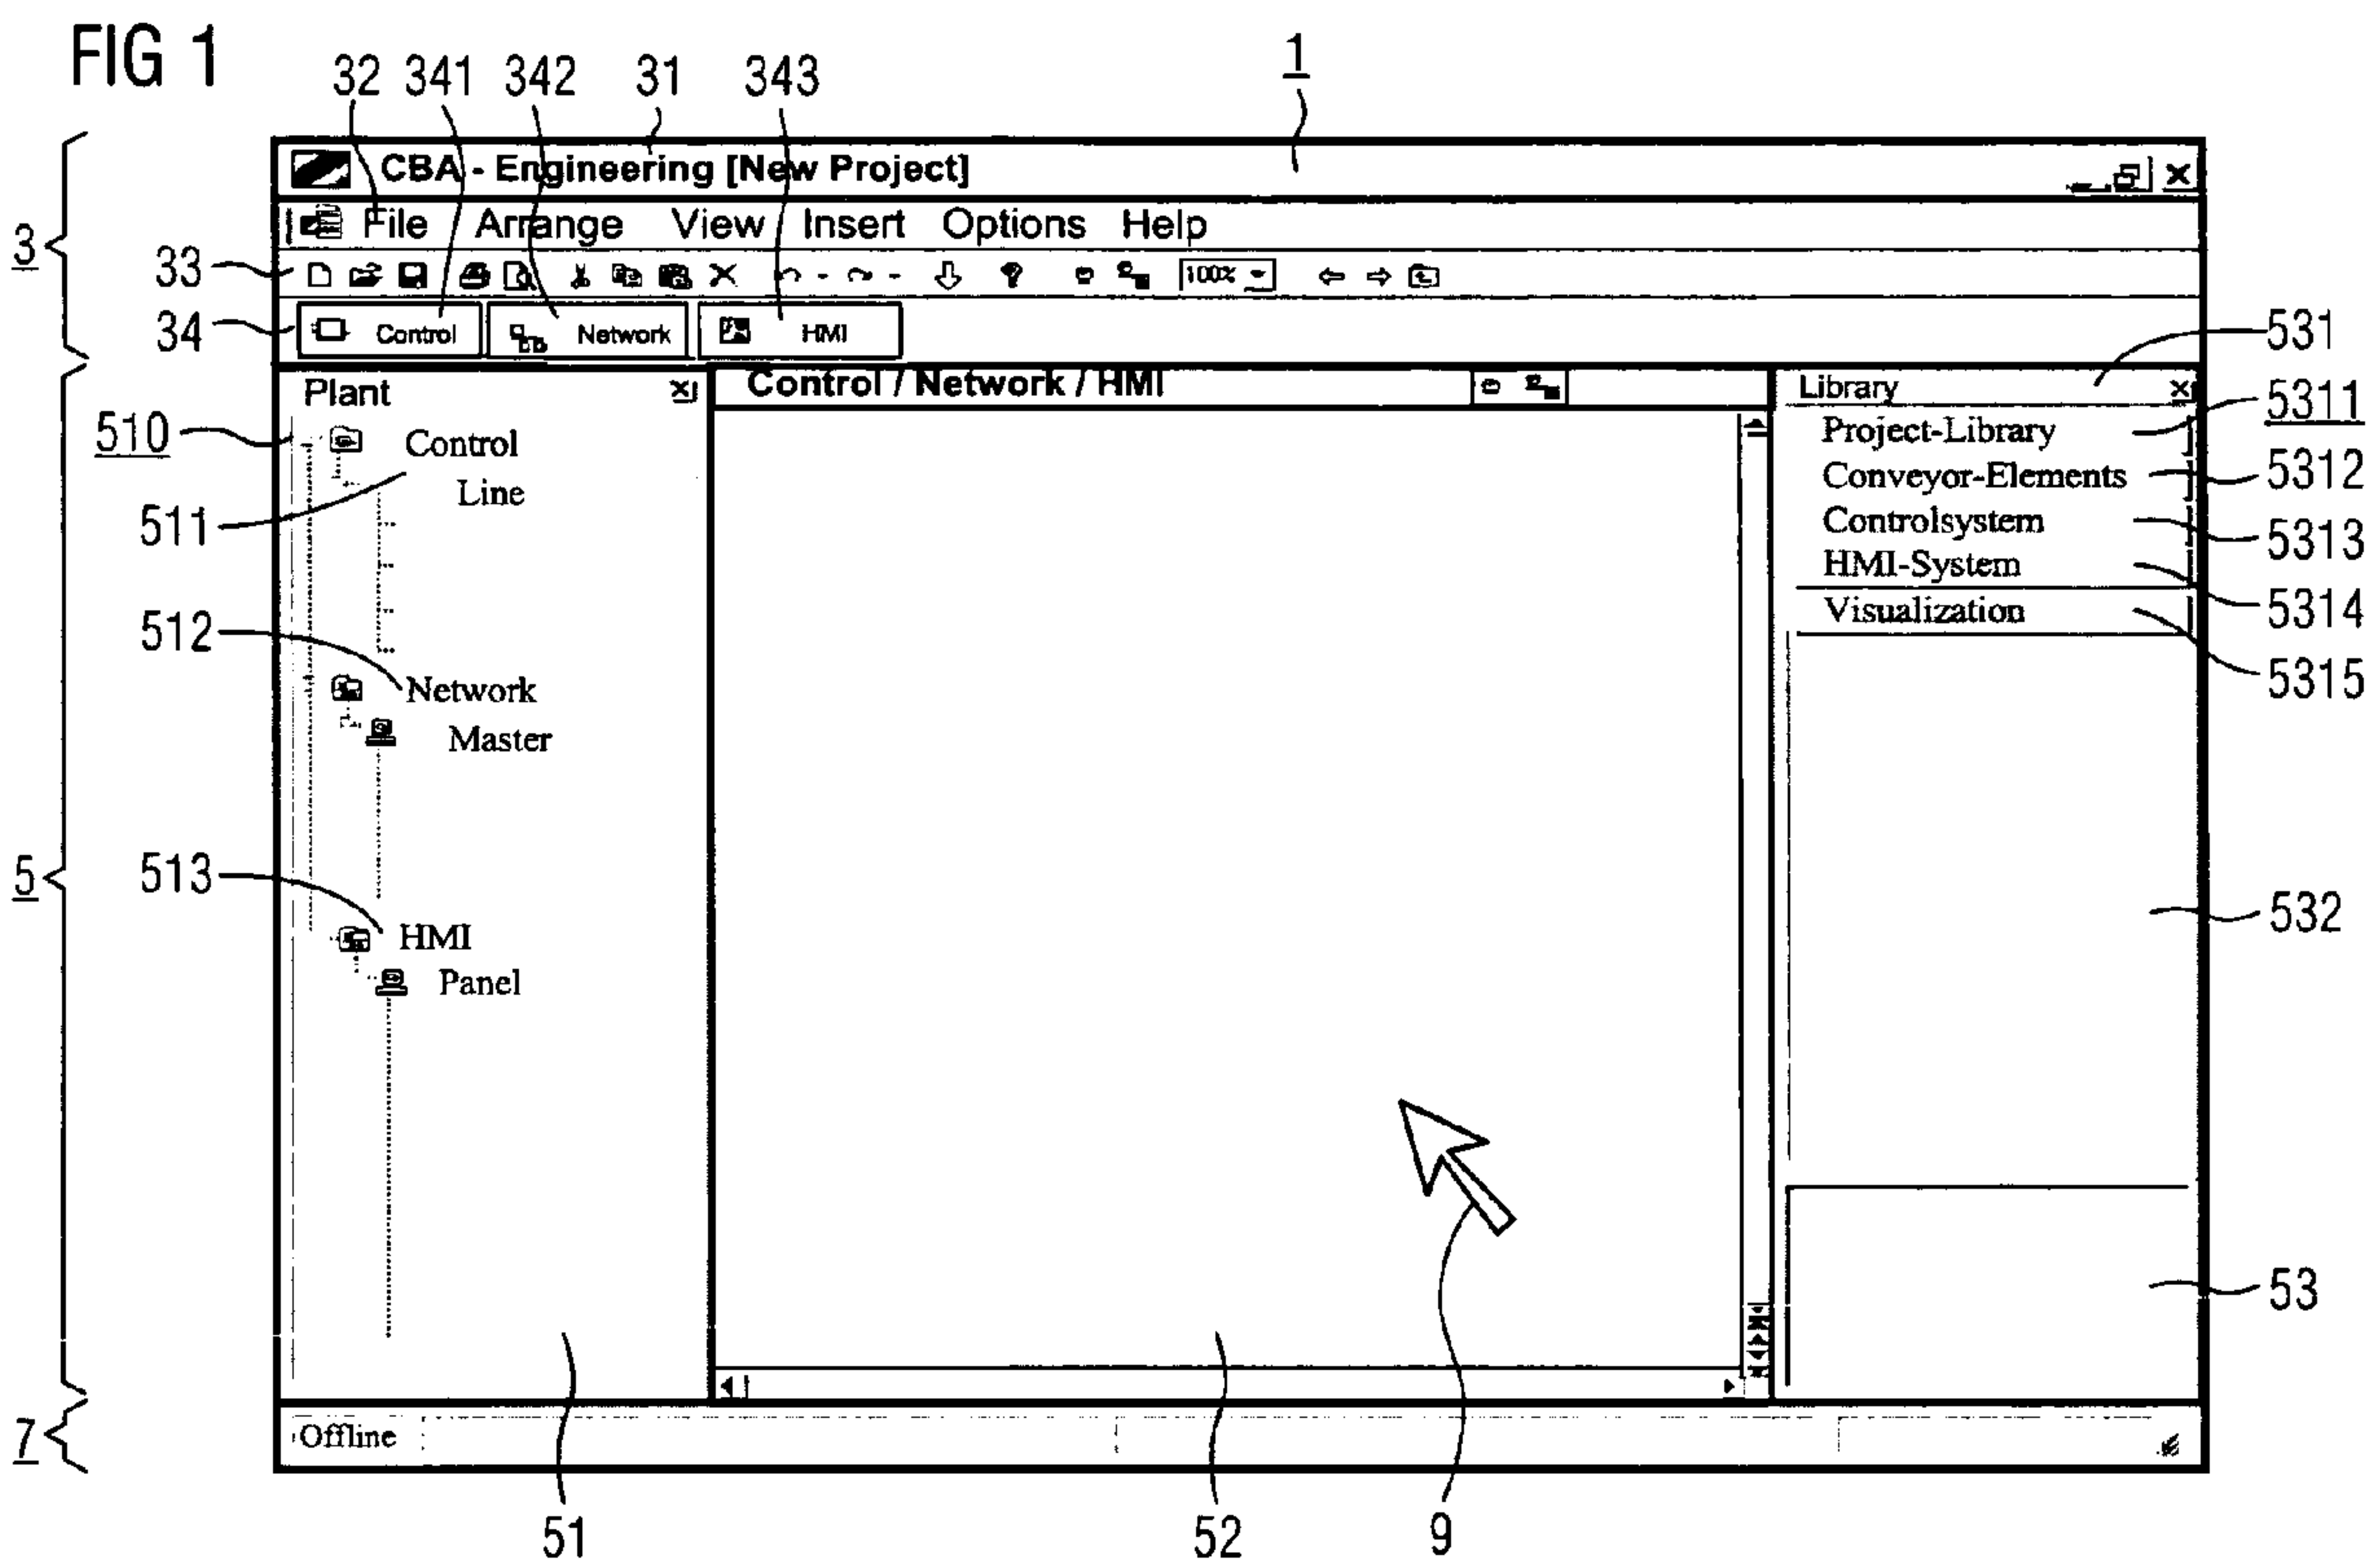 FIG 1
32 341 342 31 343 1
CBA - Engineering [New Project]
File Arrange View Insert Options Help
3
33
100%
34
Control Network HMI
531
Plant
Control / Network / HMI
Library
5311
510
Control
Project-Library
Line
Conveyor-Elements
5312
511
Controlsystem
5313
HMI-System
5314
512
Visualization
5315
Network
Master
5
513
532
HMI
Panel
53
7
Offline
51 52 9